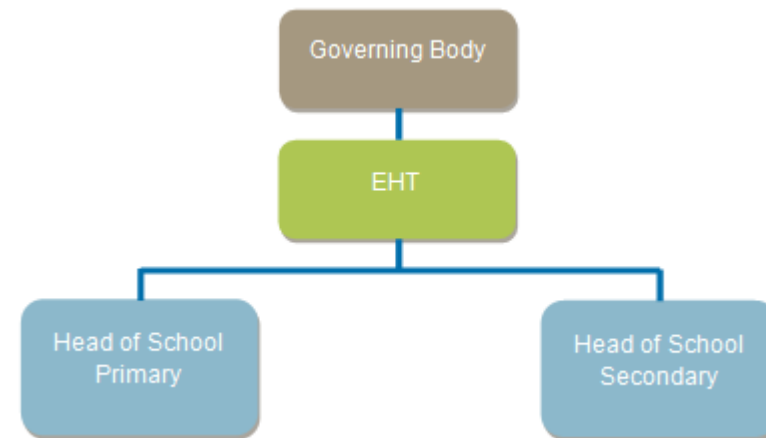 Governing Body
EHT
Head of School
Primary
Head of School
Secondary